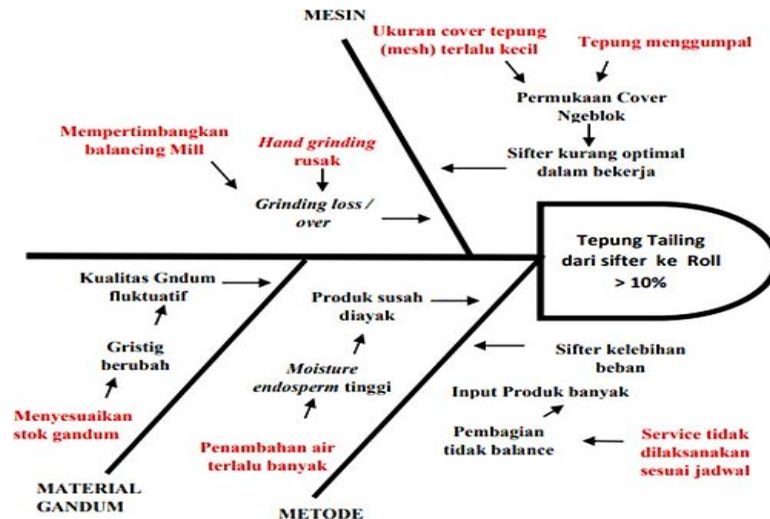 MESIN
Ukuran cover tepung
(mesh) terlalu kecil
Tepung menggumpal
Permukaan Cover
Ngeblok
Sifter kurang optimal
dalam bekerja
Mempertimbangkan
balancing Mill
Hand grinding
rusak
Grinding loss /
over
Tepung Tailing
dari sifter ke Roll
> 10%
Kualitas Gndum
fluktuatif
Gristig
berubah
Menyesuaikan
stok gandum
MATERIAL
GANDUM
Produk susah
diayak
Moisture
endosperm tinggi
Penambahan air
terlalu banyak
METODE
Sifter kelebihan
beban
Input Produk banyak
Pembagian
tidak balance
Service tidak
dilaksanakan
sesuai jadwal